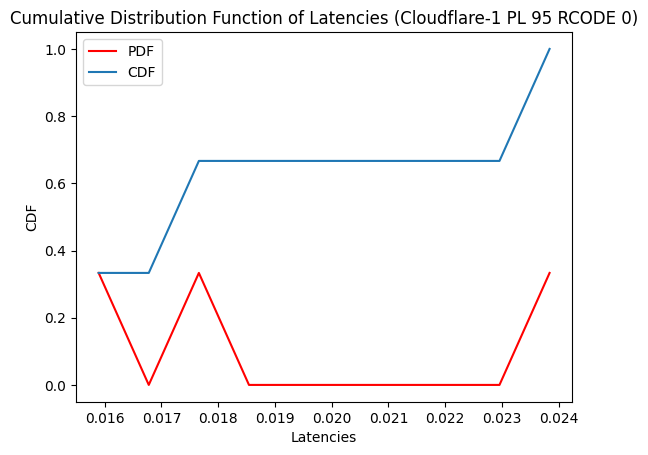 Cumulative Distribution Function of Latencies (Cloudflare-1 PL 95 RCODE 0)
PDF
CDF
1.0
0.8
0.6
0.4
0.2
0.0
CDF
0.016 0.017 0.018 0.019 0.020 0.021 0.022 0.023 0.024
Latencies